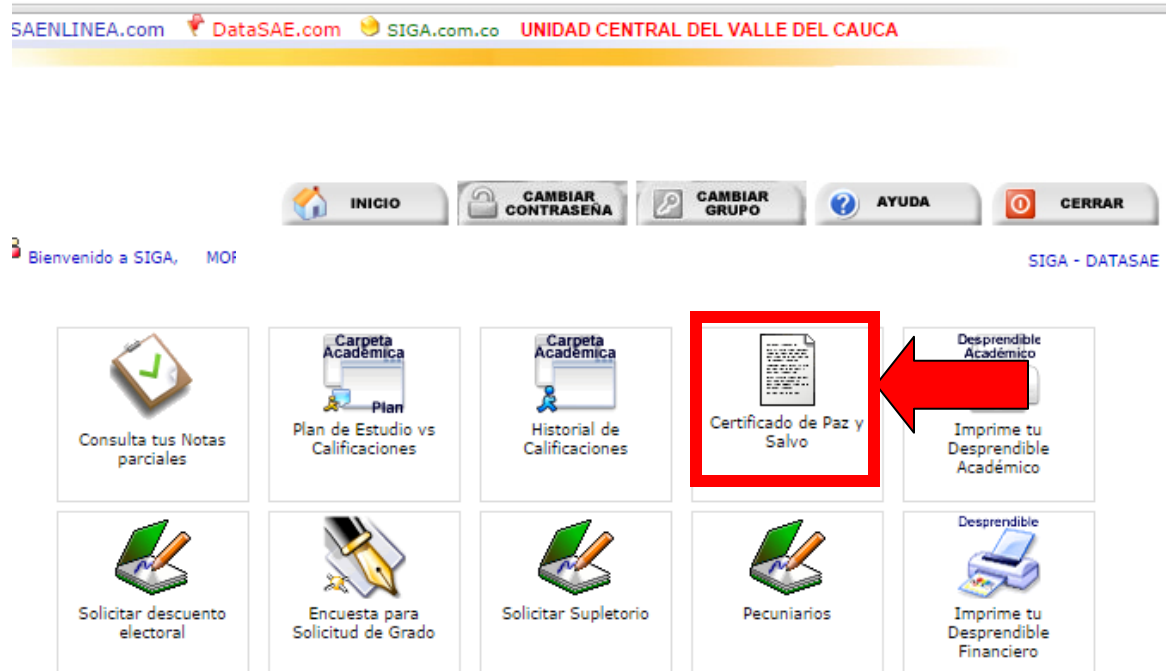 SAENLINEA.com DataSAE.com SIGA.com.co UNIDAD CENTRAL DEL VALLE DEL CAUCA
INICIO
CAMBIAR
CONTRASEÑA
CAMBIAR
GRUPO
AYUDA
CERRAR
Bienvenido a SIGA, MOR
SIGA - DATASAE
Consulta tus Notas
parciales
Carpeta
Académica
Plan
Plan de Estudio vs
Calificaciones
Carpeta
Académica
Historial de
Calificaciones
Certificado de Paz y
Salvo
Desprendible
Académico
Imprime tu
Desprendible
Académico
Solicitar descuento
electoral
Encuesta para
Solicitud de Grado
Solicitar Supletorio
Pecuniarios
Desprendible
Imprime tu
Desprendible
Financiero